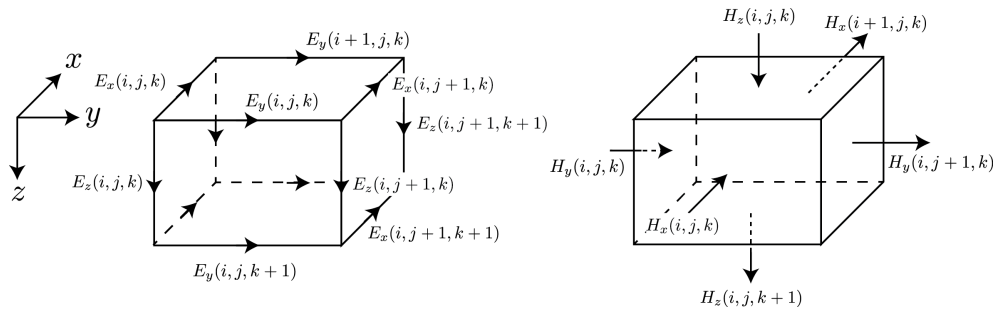 x
y
z
E_y(i + 1, j, k)
E_x(i, j, k)
E_y(i, j, k)
E_x(i, j + 1, k)
E_z(i, j + 1, k + 1)
E_z(i, j, k)
E_z(i, j + 1, k)
E_x(i, j + 1, k + 1)
E_y(i, j, k + 1)
H_z(i, j, k)
H_x(i + 1, j, k)
H_y(i, j, k)
H_y(i, j + 1, k)
H_x(i, j, k)
H_z(i, j, k + 1)